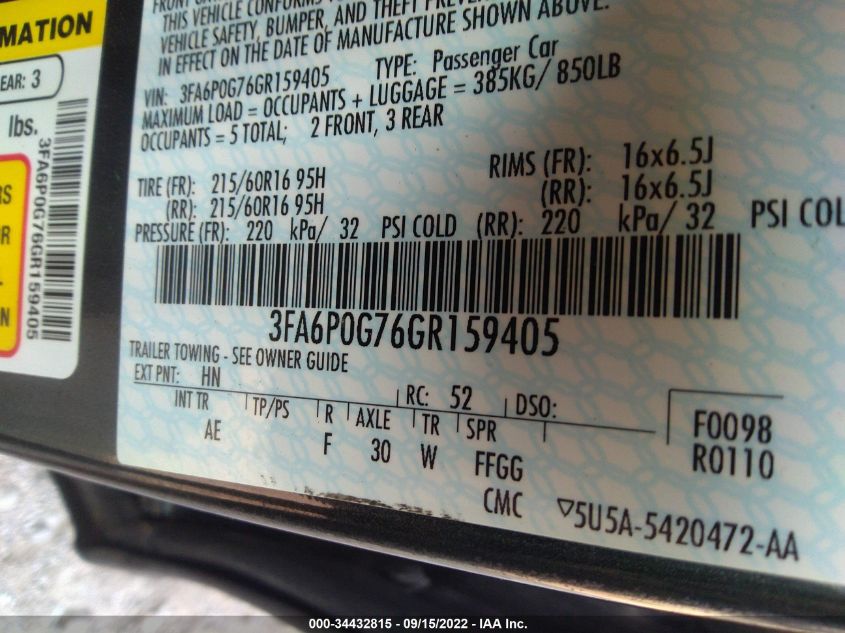 THIS VEHICLE CONFORMS
VEHICLE SAFETY, BUMPER, AND THEFT
IN EFFECT ON THE DATE OF MANUFACTURE SHOWN ABOVE.
VIN: 3FA6P0G76GR159405 TYPE: Passenger Car
MAXIMUM LOAD = OCCUPANTS + LUGGAGE = 385KG/ 850LB
OCCUPANTS = 5 TOTAL; 2 FRONT, 3 REAR
TIRE (FR): 215/60R16 95H RIMS (FR): 16x6.5J
(RR): 215/60R16 95H (RR): 16x6.5J
PRESSURE (FR): 220 kPa/ 32 PSI COLD (RR): 220 kPa/ 32 PSI COL
3FA6P0G76GR159405
TRAILER TOWING - SEE OWNER GUIDE
EXT PNT: HN RC: 52 DSO:
INT TR TP/PS R AXLE TR SPR
AE F 30 W FFGG
CMC
F0098
R0110
5U5A-5420472-AA
MATION
EAR: 3
lbs.
3FA6P0G76GR159405
RS
OR
L
ON
000-34432815 - 09/15/2022 - IAA Inc.